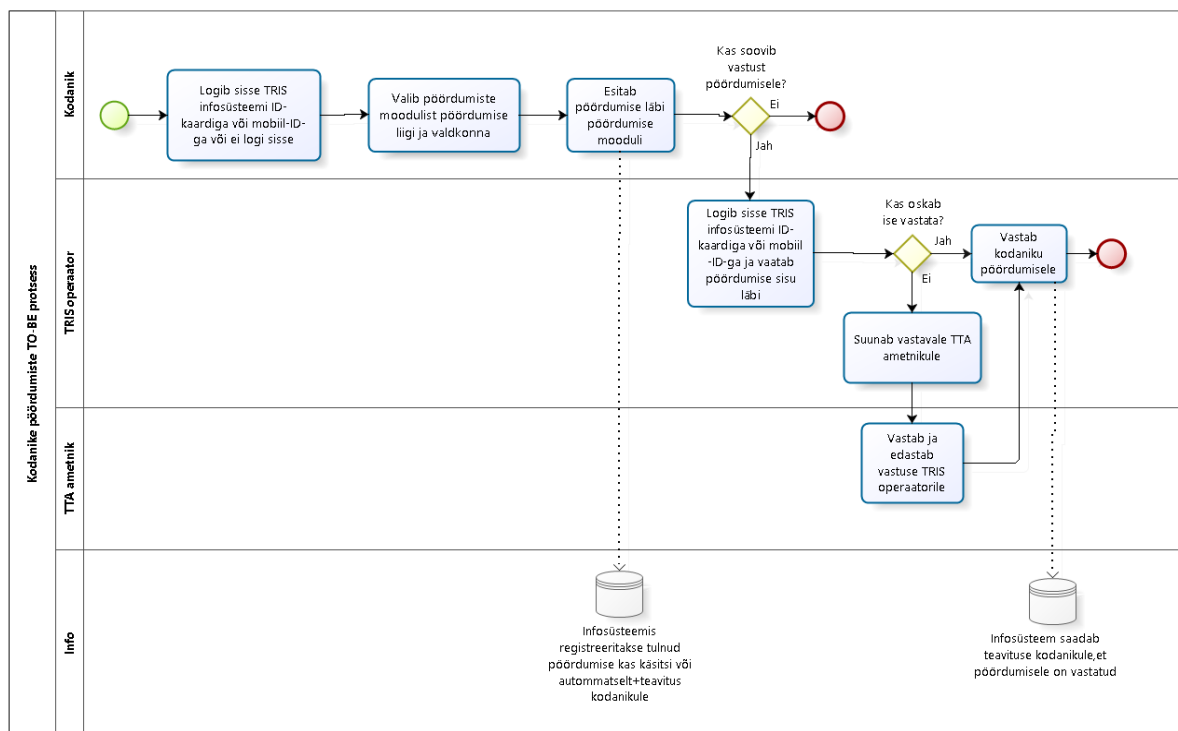 Kodanike pöördumiste TO-BE protsess
Kodanik
Logib sisse TRIS
infosüsteemi ID-
kaardiga või mobiil-ID-
ga või ei logi sisse
Valib pöördumiste
moodulist pöördumise
liigi ja valdkonna
Esitab
pöördumise läbi
pöördumise
mooduli
Kas soovib
vastust
pöördumisele?
Ei
Jah
TRIS operaator
Logib sisse TRIS
infosüsteemi ID-
kaardiga või mobiil
-ID-ga ja vaatab
pöördumise sisu
läbi
Kas oskab
ise vastata?
Jah
Ei
Vastab
kodaniku
pöördumisele
Suunab vastavale TTA
ametnikule
TTA ametnik
Vastab ja
edastab
vastuse TRIS
operaatorile
Info
Infosüsteemis
registreeritakse tulnud
pöördumise kas käsitsi või
autommatselt+teavitus
kodanikule
Infosüsteem saadab
teavituse kodanikule,et
pöördumisele on vastatud